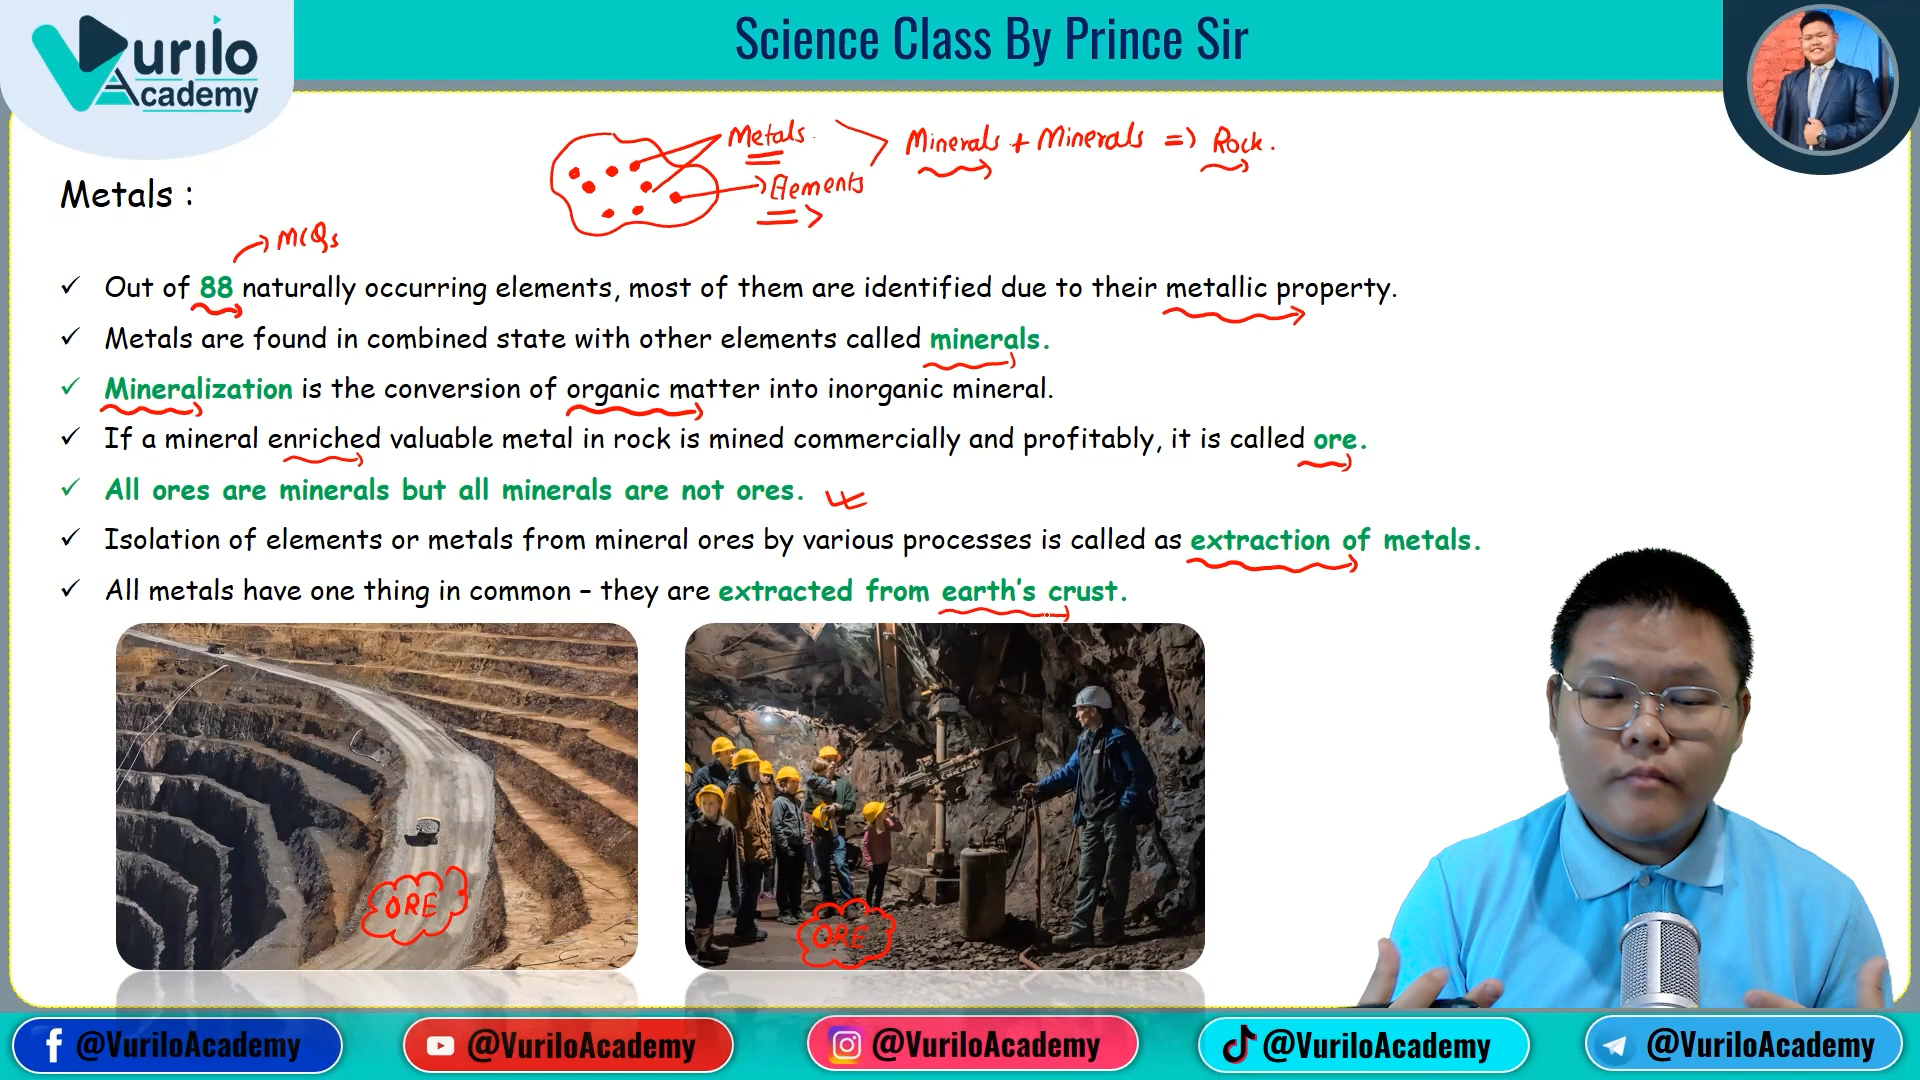 Vurilo
Academy
Science Class By Prince Sir
Metals.
Minerals + Minerals => Rock.
Elements
Metals :
MCQs
✓ Out of 88 naturally occurring elements, most of them are identified due to their metallic property.
✓ Metals are found in combined state with other elements called minerals.
✓ Mineralization is the conversion of organic matter into inorganic mineral.
✓ If a mineral enriched valuable metal in rock is mined commercially and profitably, it is called ore.
✓ All ores are minerals but all minerals are not ores.
✓ Isolation of elements or metals from mineral ores by various processes is called as extraction of metals.
✓ All metals have one thing in common – they are extracted from earth's crust.
ORE
ORE
@VuriloAcademy
@VuriloAcademy
@VuriloAcademy
@VuriloAcademy
@VuriloAcademy